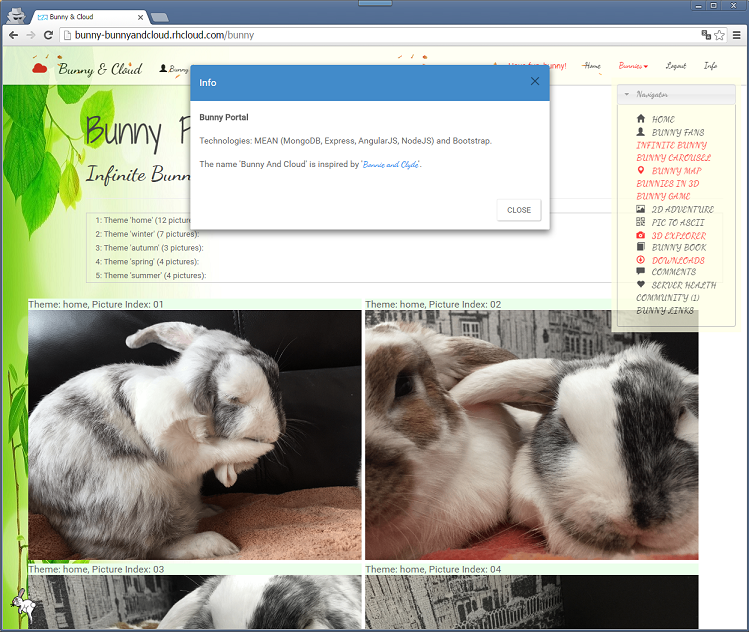 Bunny & Cloud
bunny-bunnyandcloud.rhcloud.com/bunny
Bunny & Cloud
Bunny
bunny!
Home
Bunnies
Logout
Info
Info
Bunny Portal
Technologies: MEAN (MongoDB, Express, AngularJS, NodeJS) and Bootstrap.
The name 'Bunny And Cloud' is inspired by 'Bonnie and Clyde'.
CLOSE
Navigator
HOME
BUNNY FANS
INFINITE BUNNY
BUNNY CAROUSEL
BUNNY MAP
BUNNIES IN 3D
BUNNY GAME
2D ADVENTURE
PIC TO ASCII
3D EXPLORER
BUNNY BOOK
DOWNLOADS
COMMENTS
SERVER HEALTH
COMMUNITY (1)
BUNNY LINKS
Bunny P
Infinite Bunn
1: Theme 'home' (12 pictures
2: Theme 'winter' (7 pictures):
3: Theme 'autumn' (3 pictures):
4: Theme 'spring' (4 pictures):
5: Theme 'summer' (4 pictures):
Theme: home, Picture Index: 01
Theme: home, Picture Index: 02
Theme: home, Picture Index: 03
Theme: home, Picture Index: 04